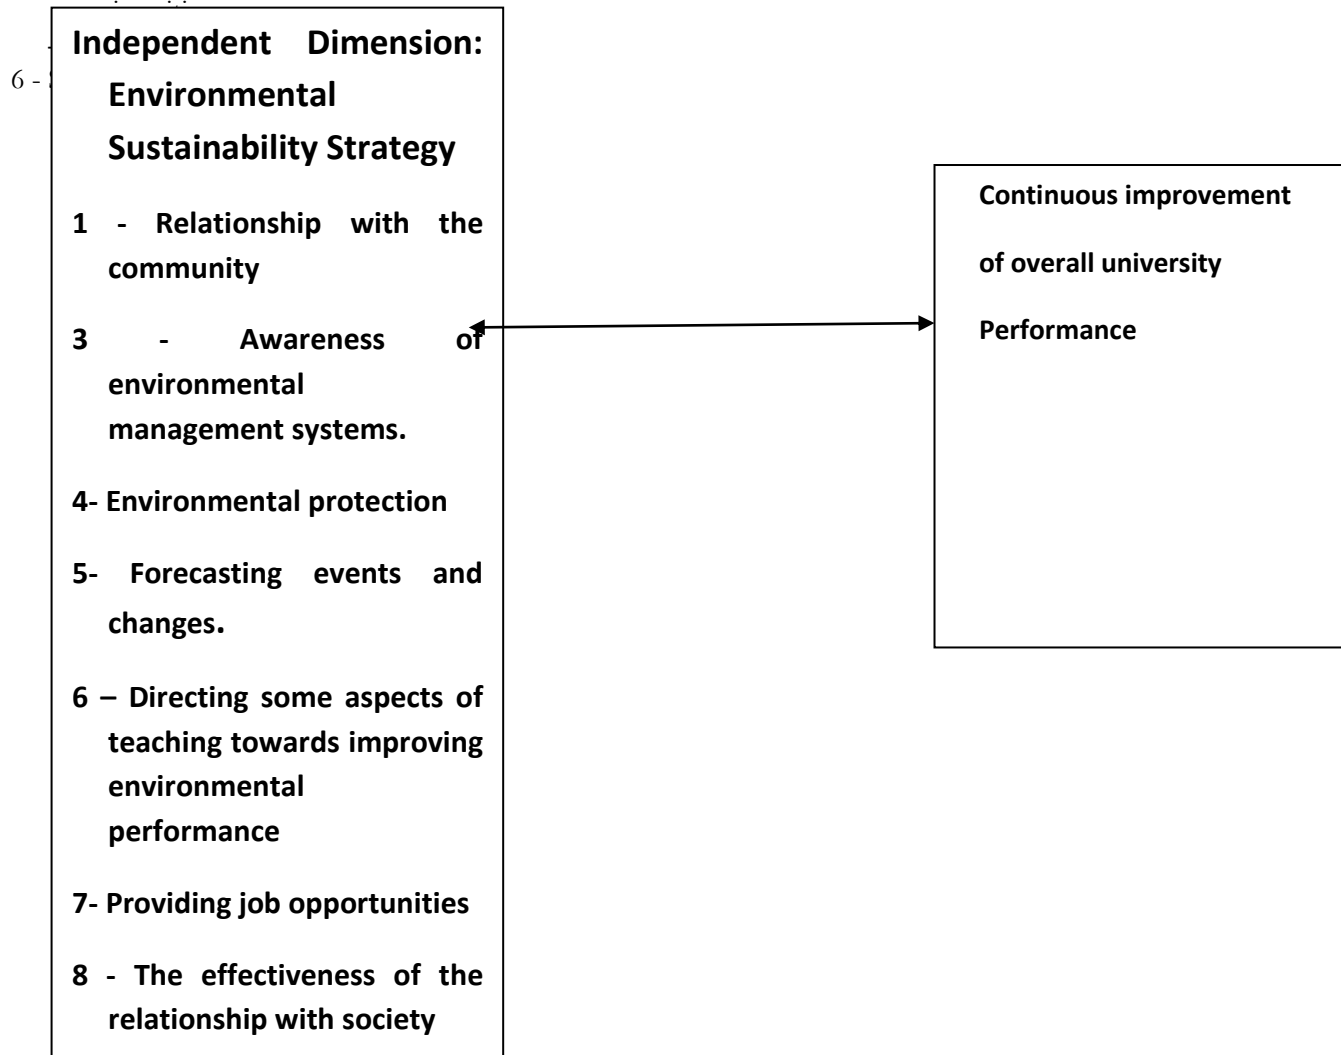 6 -
Independent Dimension:
Environmental
Sustainability Strategy
1 - Relationship with the
community
3 - Awareness of
environmental
management systems.
4- Environmental protection
5- Forecasting events and
changes.
6 – Directing some aspects of
teaching towards improving
environmental
performance
7- Providing job opportunities
8 - The effectiveness of the
relationship with society
Continuous improvement
of overall university
Performance